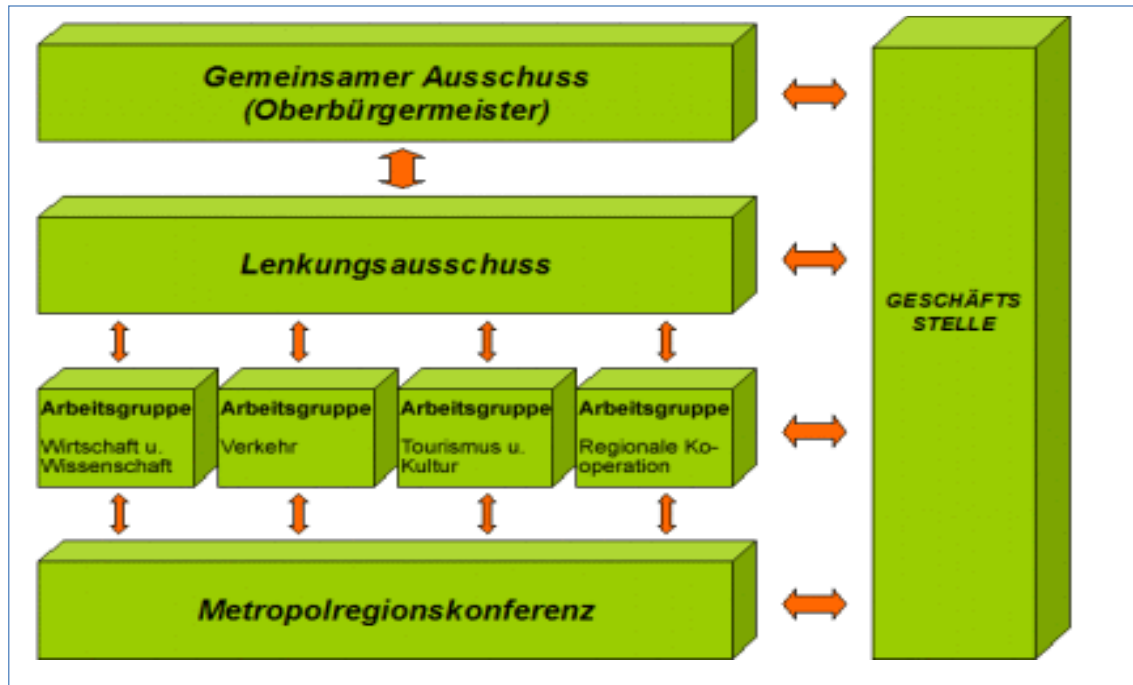 Gemeinsamer Ausschuss
(Oberbürgermeister)
Lenkungsausschuss
GESCHÄFTS
STELLE
Arbeitsgruppe
Wirtschaft u.
Wissenschaft
Arbeitsgruppe
Verkehr
Arbeitsgruppe
Tourismus u.
Kultur
Arbeitsgruppe
Regionale Ko-
operation
Metropolregionskonferenz